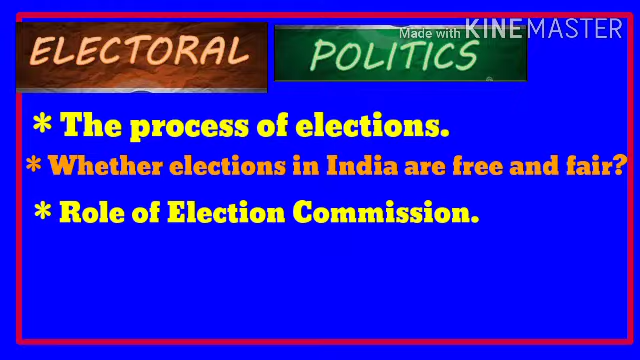 Made with KINEMASTER
ELECTORAL POLITICS
* The process of elections.
* Whether elections in India are free and fair?
* Role of Election Commission.